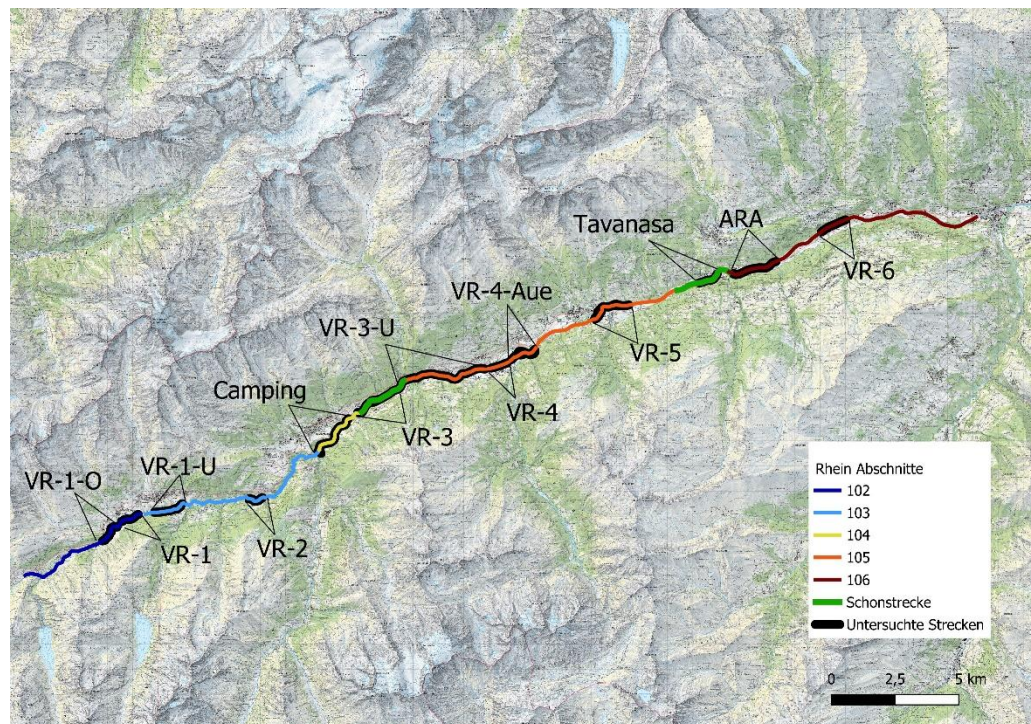 Tavanasa
ARA
VR-6
VR-4-Aue
VR-3-U
VR-5
Camping
VR-4
VR-3
VR-1-U
VR-1-O
VR-2
VR-1
Rhein Abschnitte
102
103
104
105
106
Schonstrecke
Untersuchte Strecken
0 2,5 5 km